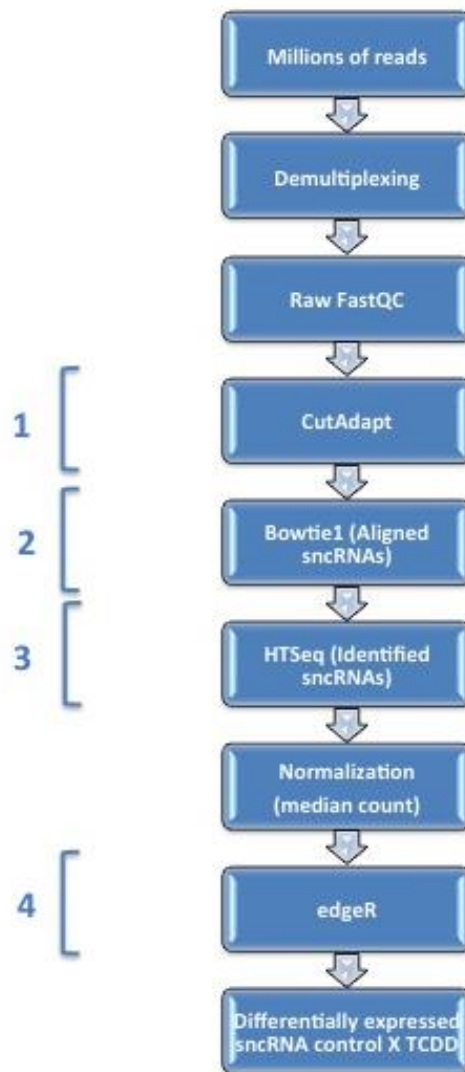 Millions of reads
Demultiplexing
Raw FastQC
1
CutAdapt
2
Bowtie1 (Aligned
sncRNAs)
3
HTSeq (Identified
sncRNAs)
Normalization
(median count)
4
edgeR
Differentially expressed
sncRNA control X TCDD